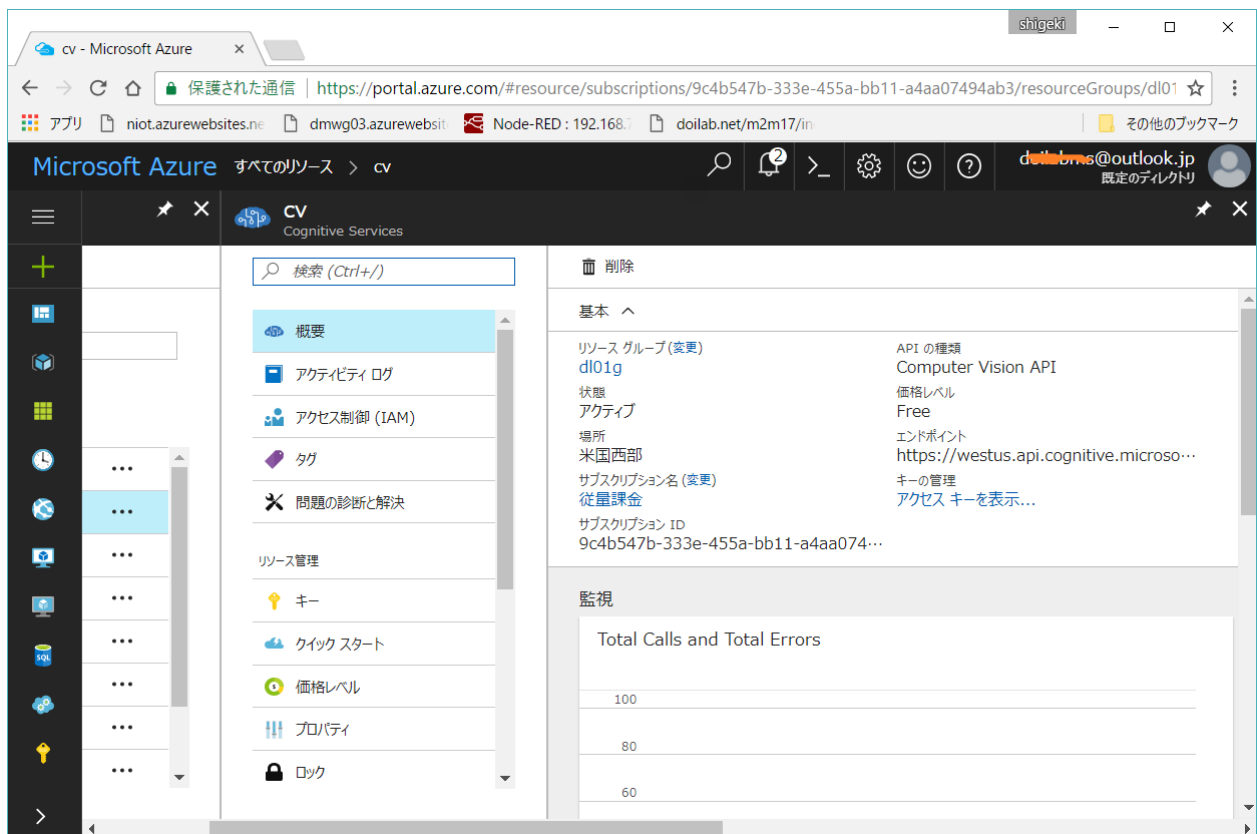 shigeki
cv - Microsoft Azure
保護された通信 https://portal.azure.com/#resource/subscriptions/9c4b547b-333e-455a-bb11-a4aa07494ab3/resourceGroups/dl01
アプリ niot.azurewebsites.ne dmwg03.azurewebsit Node-RED : 192.168.7 doilab.net/m2m17/in その他のブックマーク
Microsoft Azure すべてのリソース > cv 2 @outlook.jp
既定のディレクトリ
cv
Cognitive Services
検索 (Ctrl+/)
概要
アクティビティ ログ
アクセス制御 (IAM)
タグ
問題の診断と解決
リソース管理
キー
クイック スタート
価格レベル
プロパティ
ロック
SQL
削除
基本
リソース グループ (変更)
dl01g
状態
アクティブ
場所
米国西部
サブスクリプション名 (変更)
従量課金
サブスクリプション ID
9c4b547b-333e-455a-bb11-a4aa074…
API の種類
Computer Vision API
価格レベル
Free
エンドポイント
https://westus.api.cognitive.microso…
キーの管理
アクセス キーを表示...
監視
Total Calls and Total Errors
100
80
60